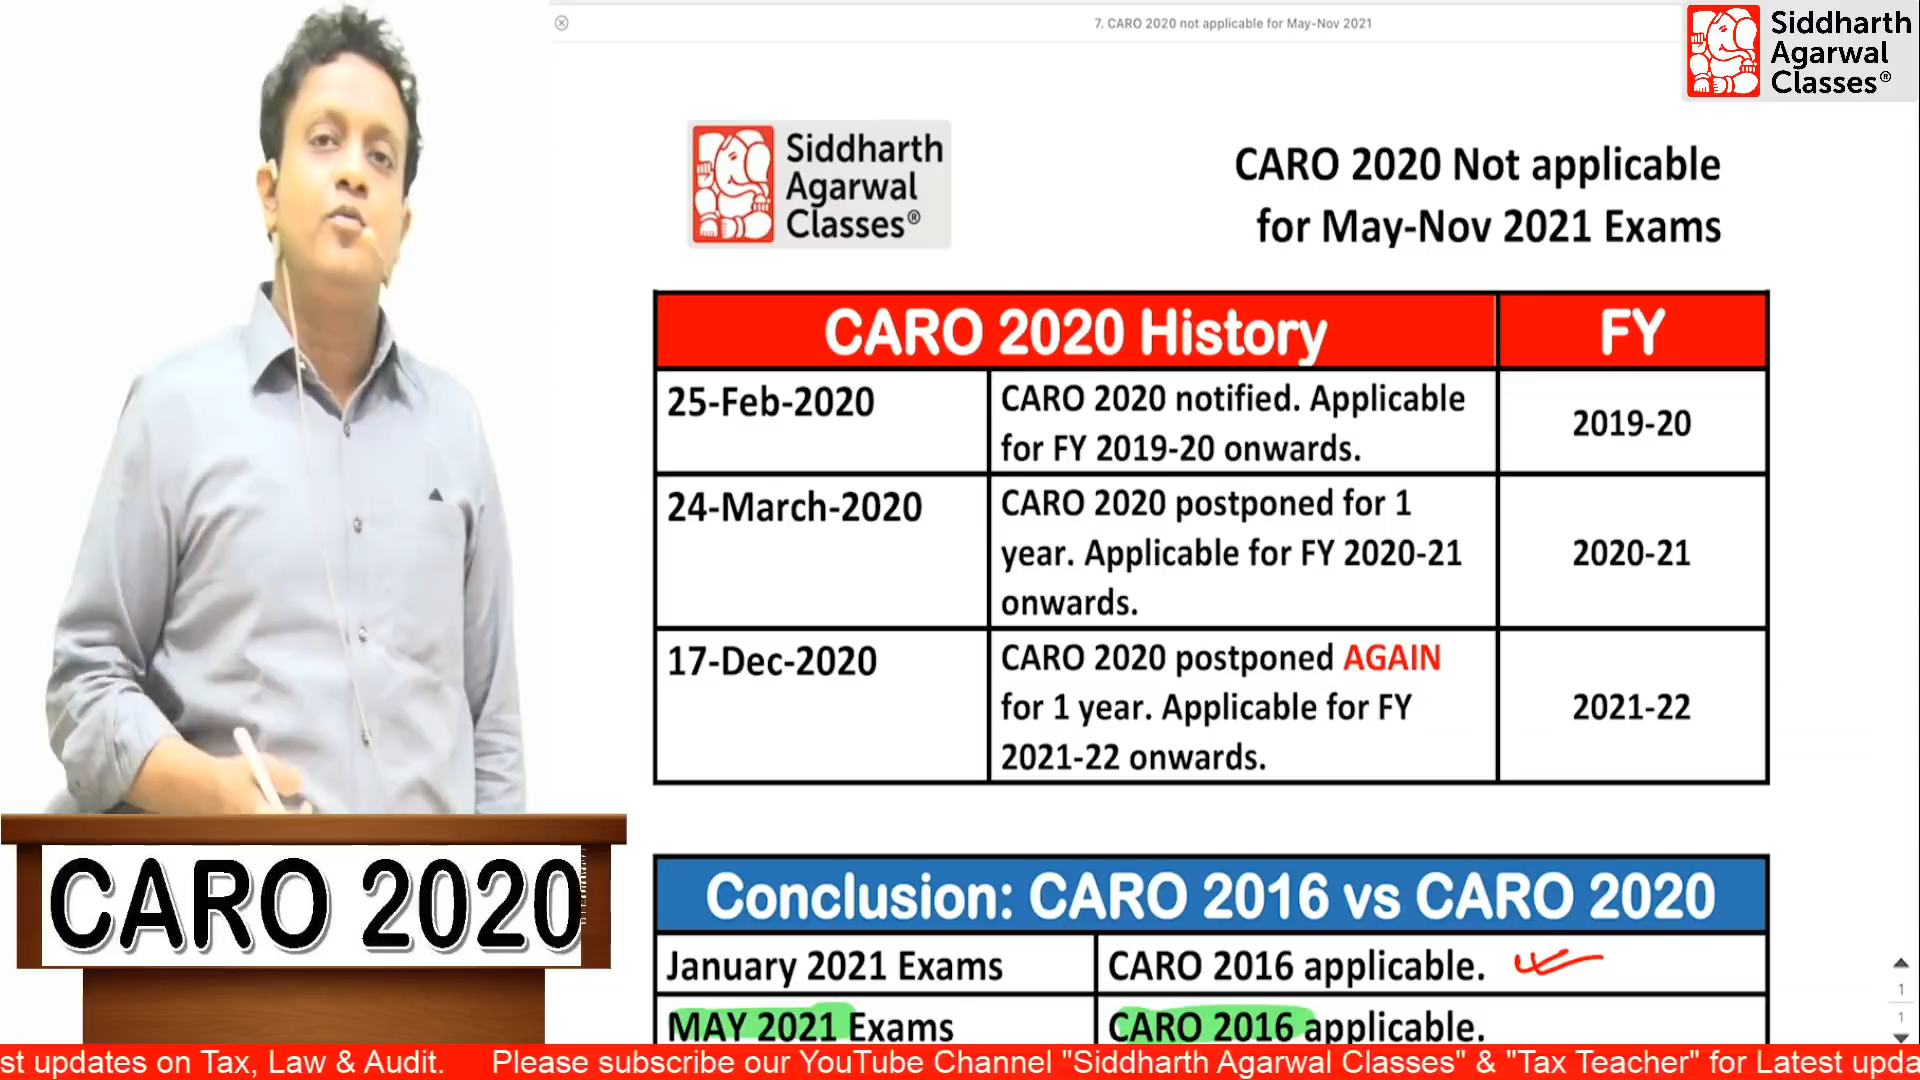 7. CARO 2020 not applicable for May-Nov 2021
Siddharth
Agarwal
Classes®
Siddharth
Agarwal
Classes®
CARO 2020 Not applicable
for May-Nov 2021 Exams
CARO 2020 History
FY
25-Feb-2020
CARO 2020 notified. Applicable
for FY 2019-20 onwards.
2019-20
24-March-2020
CARO 2020 postponed for 1
year. Applicable for FY 2020-21
onwards.
2020-21
17-Dec-2020
CARO 2020 postponed AGAIN
for 1 year. Applicable for FY
2021-22 onwards.
2021-22
CARO 2020
Conclusion: CARO 2016 vs CARO 2020
January 2021 Exams
CARO 2016 applicable.
MAY 2021 Exams
CARO 2016 applicable.
1
1
st updates on Tax, Law & Audit. Please subscribe our YouTube Channel "Siddharth Agarwal Classes" & "Tax Teacher" for Latest upda